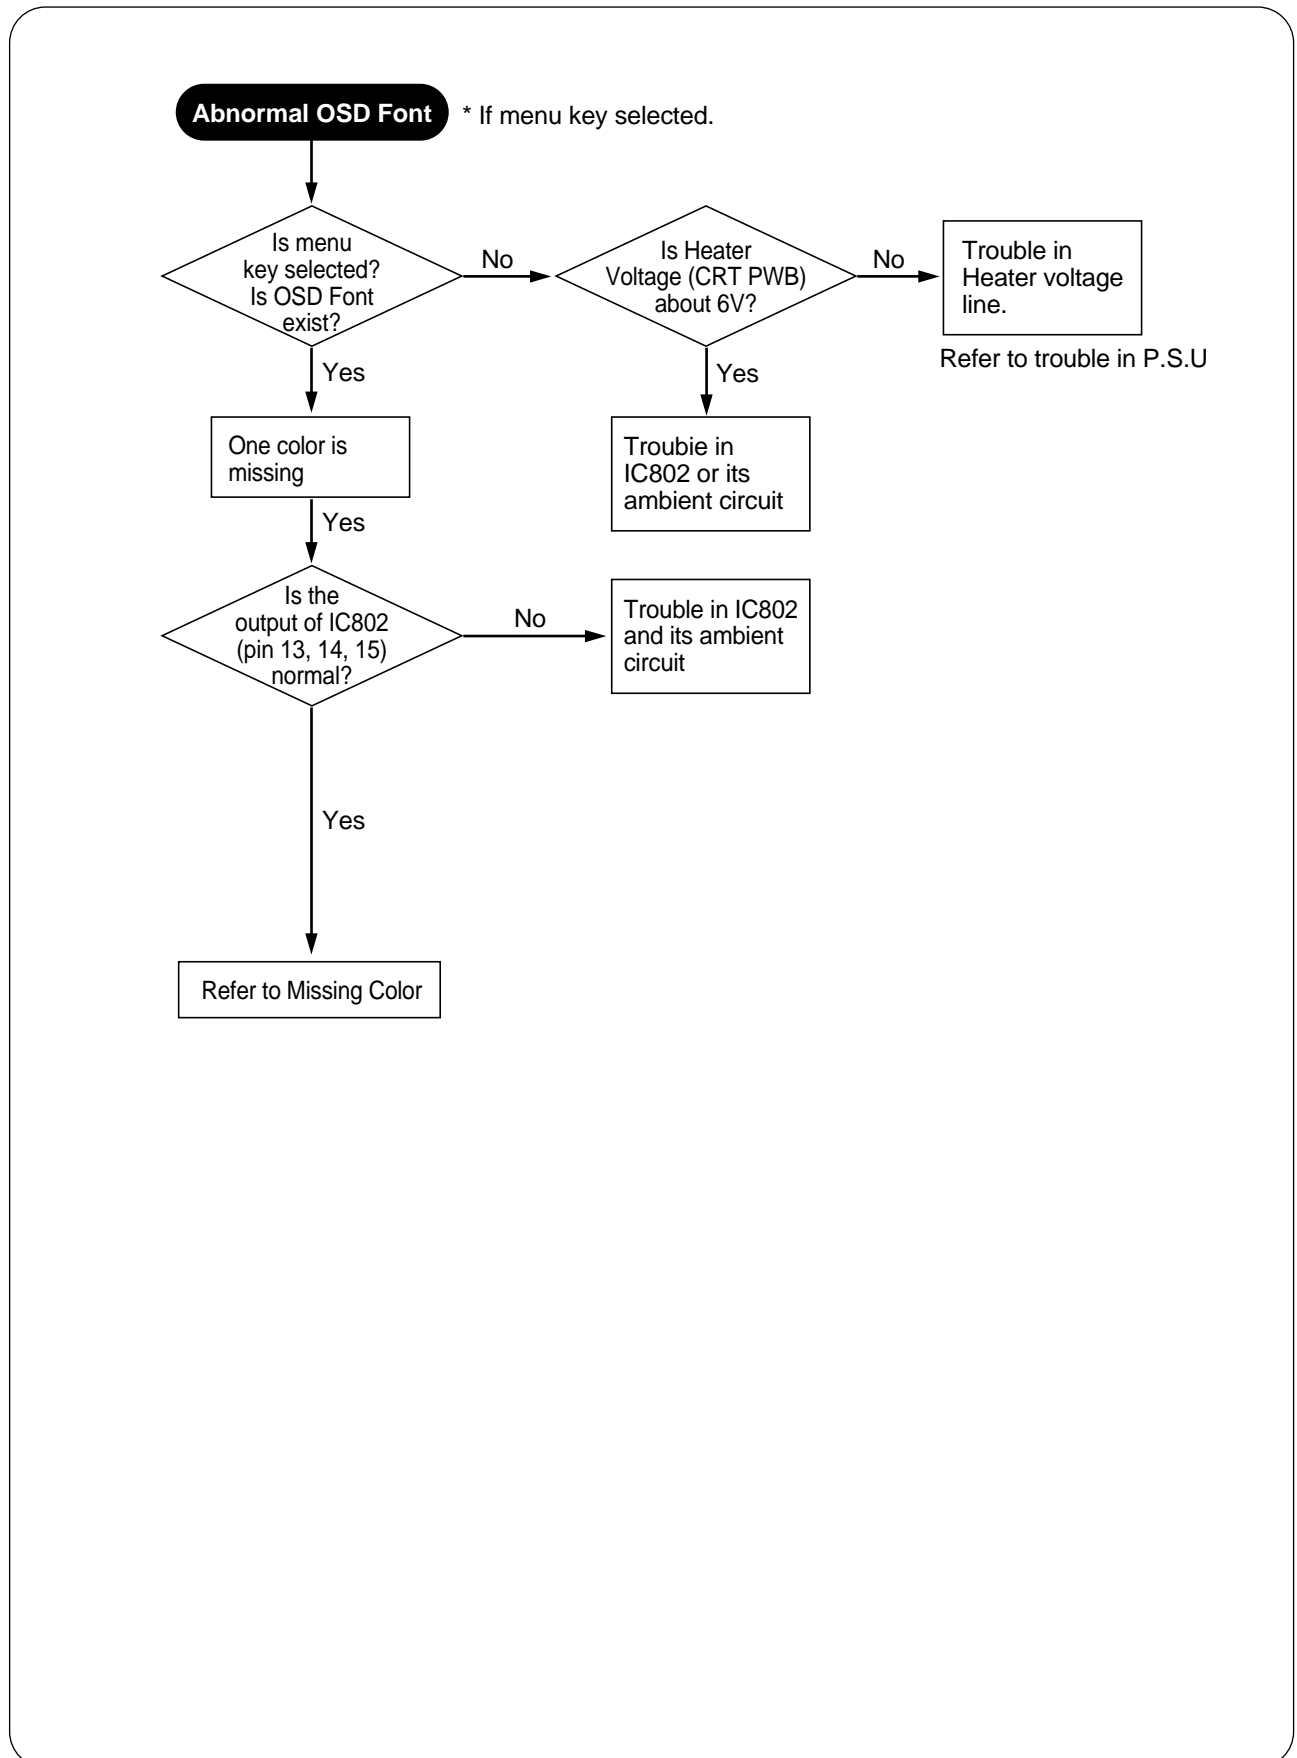 Abnormal OSD Font
* If menu key selected.
Is menu
key selected?
Is OSD Font
exist?
No
Is Heater
Voltage (CRT PWB)
about 6V?
No
Trouble in
Heater voltage
line.
Refer to trouble in P.S.U
Yes
Yes
One color is
missing
Troubie in
IC802 or its
ambient circuit
Yes
Is the
output of IC802
(pin 13, 14, 15)
normal?
No
Trouble in IC802
and its ambient
circuit
Yes
Refer to Missing Color